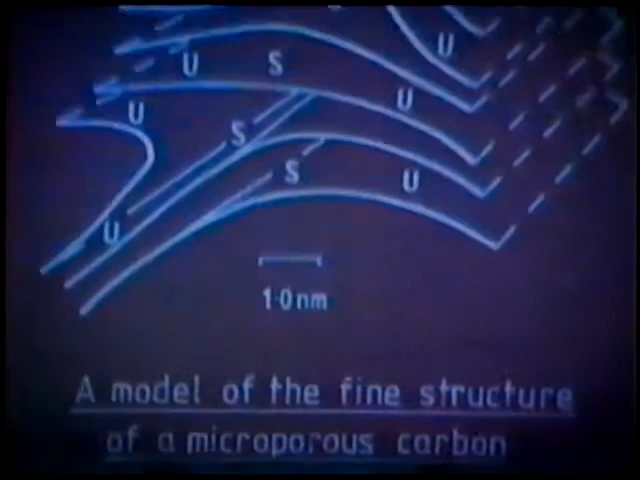 U
U S
U
U
S
S
U
U
1·0nm
A model of the fine structure
of a microporous carbon